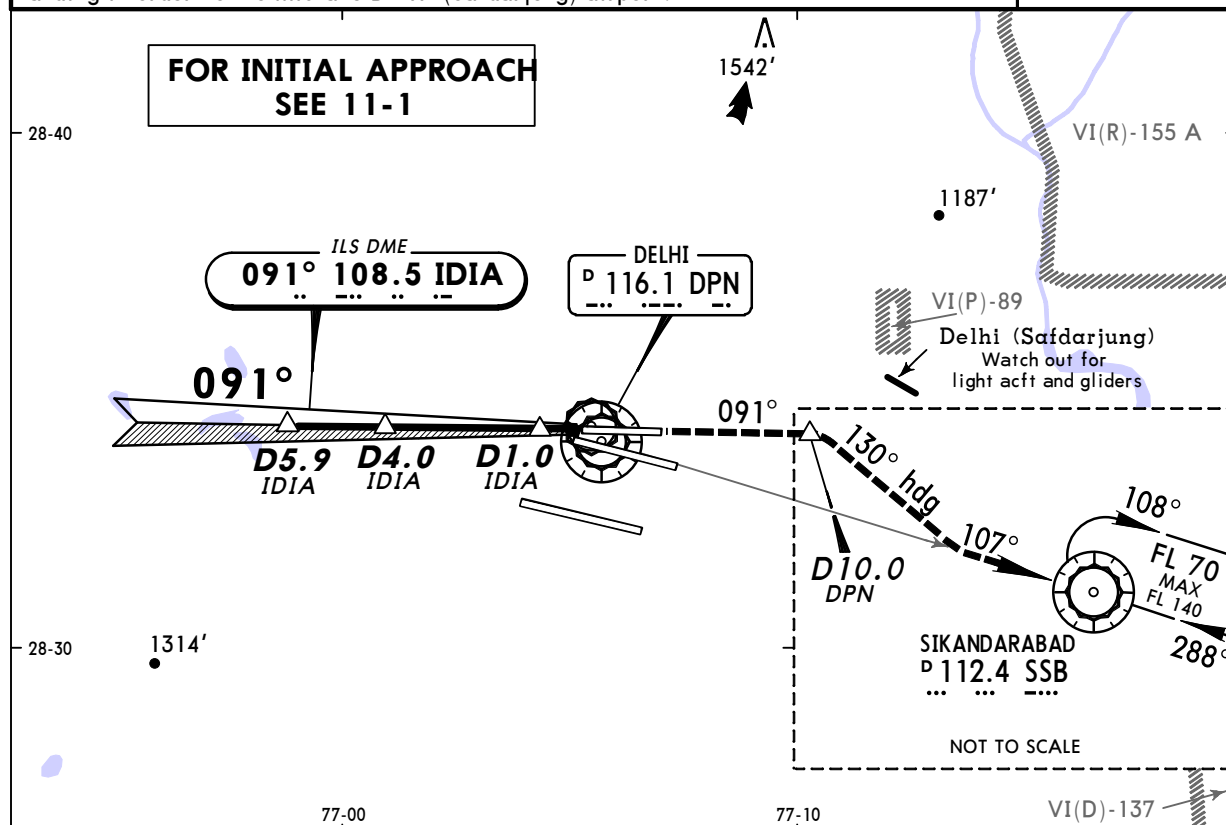 FOR INITIAL APPROACH
SEE 11-1
1542'
28-40
VI(R)-155 A
1187'
ILS DME
091° 108.5 IDIA
DELHI
D 116.1 DPN
VI(P)-89
Delhi (Safdarjung)
Watch out for
light acft and gliders
091°
091°
D5.9
IDIA
D4.0
IDIA
D1.0
IDIA
130° hdg
107°
108°
FL 70
MAX
FL 140
288°
D10.0
DPN
1314'
28-30
SIKANDARABAD
D 112.4 SSB
NOT TO SCALE
77-00
77-10
VI(D)-137